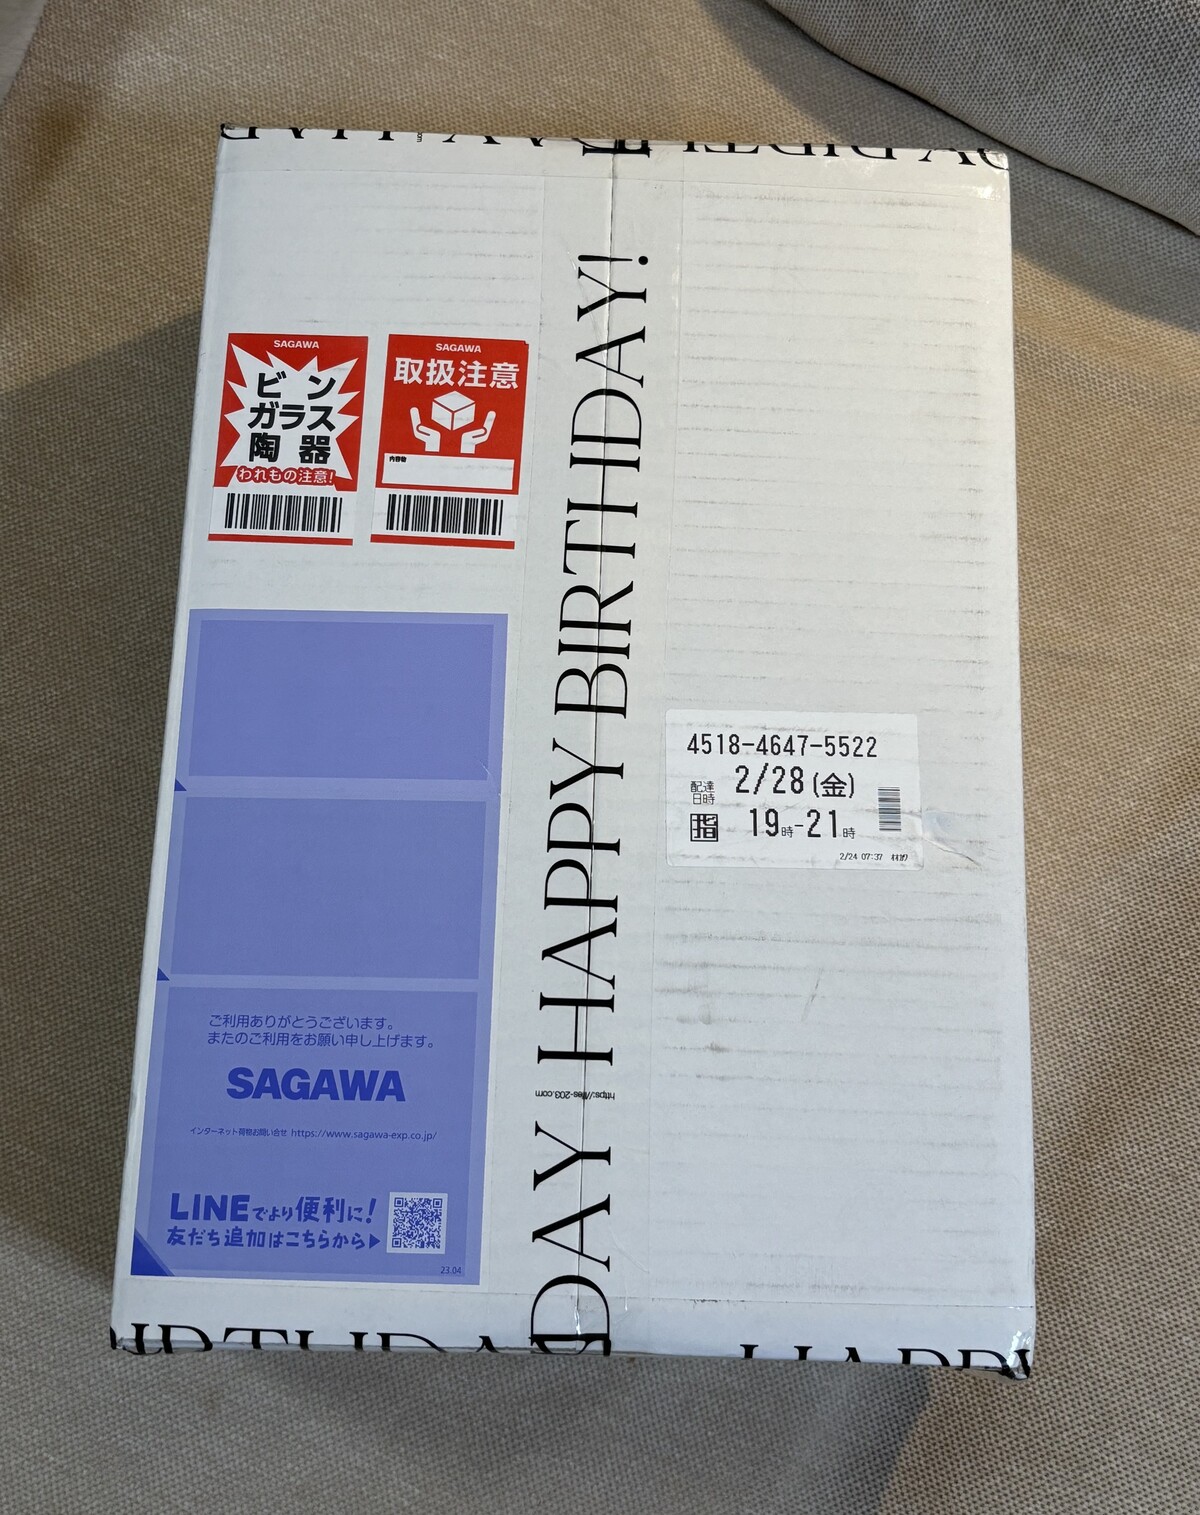 SAGAWA
ビン
ガラス
陶器
われもの注意!
SAGAWA
取扱注意
内容物
DAY HAPPY BIRTHDAY!
4518-4647-5522
配達日時 2/28(金)
指 19時-21時
2/24 07:37
ご利用ありがとうございます。
またのご利用をお願い申し上げます。
SAGAWA
インターネット荷物お問い合せ https://www.sagawa-exp.co.jp/
LINEでより便利に!
友だち追加はこちらから▶
23.04